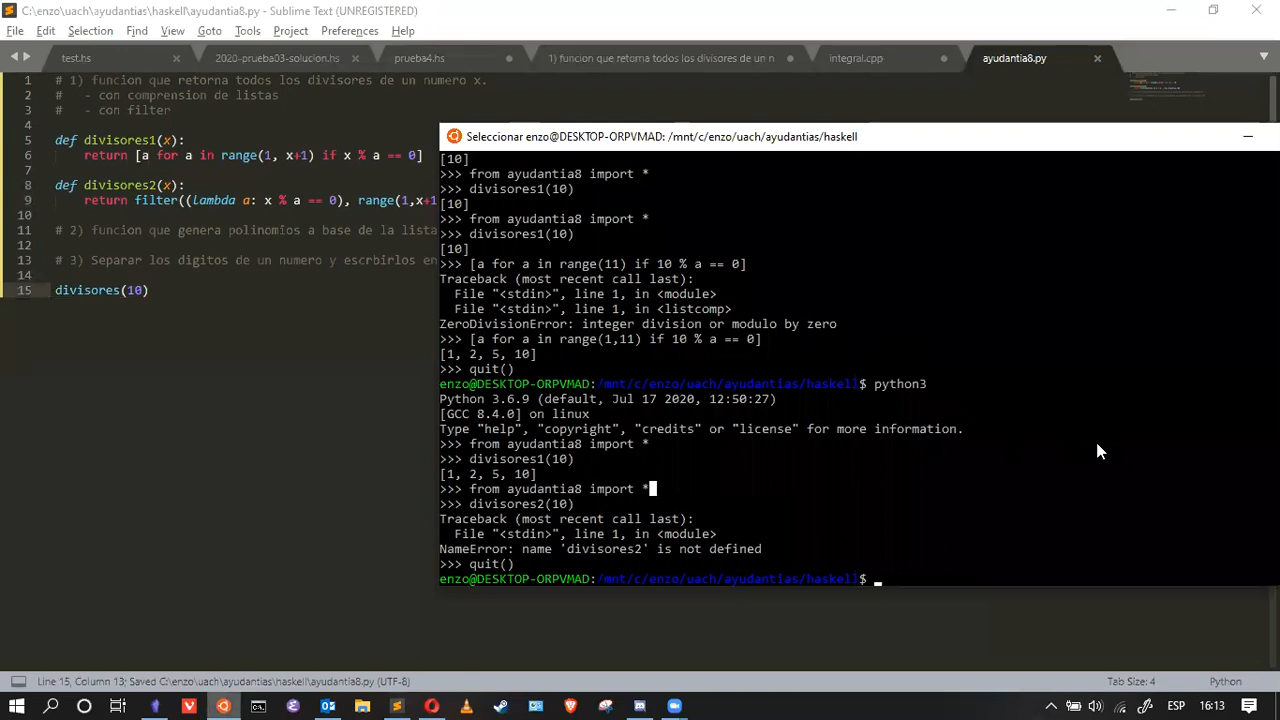 C:\enzo\uach\ayudantias\haskell\ayudantia8.py - Sublime Text (UNREGISTERED)
File Edit Selection Find View Goto Tools Project Preferences Help
test.hs 2020-prueba03-solucion.hs prueba4.hs 1) funcion que retorna todos los divisores de un n integral.cpp ayudantia8.py
1 # 1) funcion que retorna todos los divisores de un numero x.
2 #   - con comprension de listas
3 #   - con filter
4
5 def divisores1(x):
6     return [a for a in range(1, x+1) if x % a == 0]
7
8 def divisores2(x):
9     return filter((lambda a: x % a == 0), range(1,x+1
10
11 # 2) funcion que genera polinomios a base de la lista
12
13 # 3) Separar los digitos de un numero y escrbirlos en
14
15 divisores(10)
Seleccionar enzo@DESKTOP-ORPVMAD: /mnt/c/enzo/uach/ayudantias/haskell
[10]
>>> from ayudantia8 import *
>>> divisores1(10)
[10]
>>> from ayudantia8 import *
>>> divisores1(10)
[10]
>>> [a for a in range(11) if 10 % a == 0]
Traceback (most recent call last):
  File "<stdin>", line 1, in <module>
  File "<stdin>", line 1, in <listcomp>
ZeroDivisionError: integer division or modulo by zero
>>> [a for a in range(1,11) if 10 % a == 0]
[1, 2, 5, 10]
>>> quit()
enzo@DESKTOP-ORPVMAD:/mnt/c/enzo/uach/ayudantias/haskell$ python3
Python 3.6.9 (default, Jul 17 2020, 12:50:27)
[GCC 8.4.0] on linux
Type "help", "copyright", "credits" or "license" for more information.
>>> from ayudantia8 import *
>>> divisores1(10)
[1, 2, 5, 10]
>>> from ayudantia8 import *
>>> divisores2(10)
Traceback (most recent call last):
  File "<stdin>", line 1, in <module>
NameError: name 'divisores2' is not defined
>>> quit()
enzo@DESKTOP-ORPVMAD:/mnt/c/enzo/uach/ayudantias/haskell$
Line 15, Column 13; Saved C:\enzo\uach\ayudantias\haskell\ayudantia8.py (UTF-8) Tab Size: 4 Python
ESP 16:13